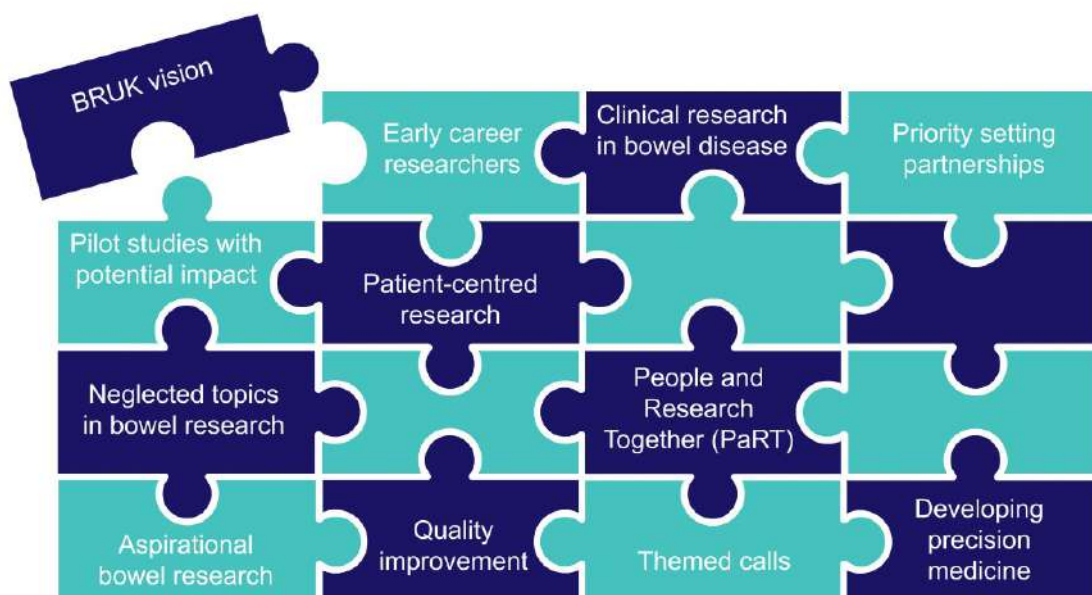 BRUK vision
Early career
researchers
Clinical research
in bowel disease
Priority setting
partnerships
Pilot studies with
potential impact
Patient-centred
research
Neglected topics
in bowel research
People and
Research
Together (PaRT)
Aspirational
bowel research
Quality
improvement
Themed calls
Developing
precision
medicine